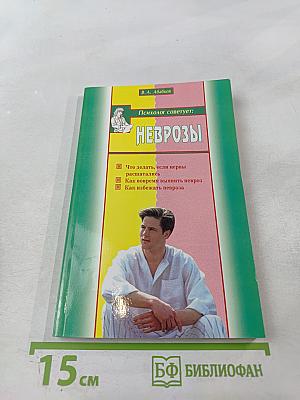 В. А. Абабков
Психолог советует:
НЕВРОЗЫ
Что делать, если нервы
расшатались
Как вовремя выявить невроз
Как избежать невроза
15 см
БФ БИБЛИОФАН